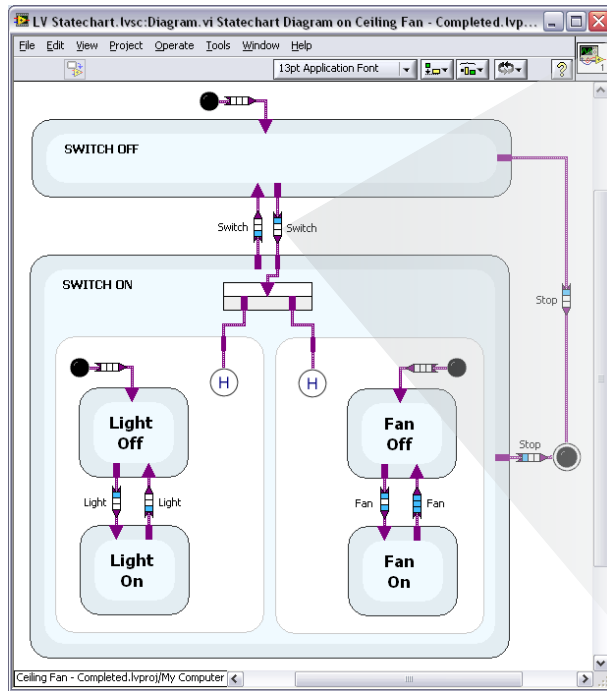 LV Statechart.lvsc:Diagram.vi Statechart Diagram on Ceiling Fan - Completed.lvp...
File Edit View Project Operate Tools Window Help
13pt Application Font
?
1
SWITCH OFF
Switch
Switch
SWITCH ON
Stop
H
H
Light
Off
Fan
Off
Stop
Light
Light
Fan
Fan
Light
On
Fan
On
Ceiling Fan - Completed.lvproj/My Computer